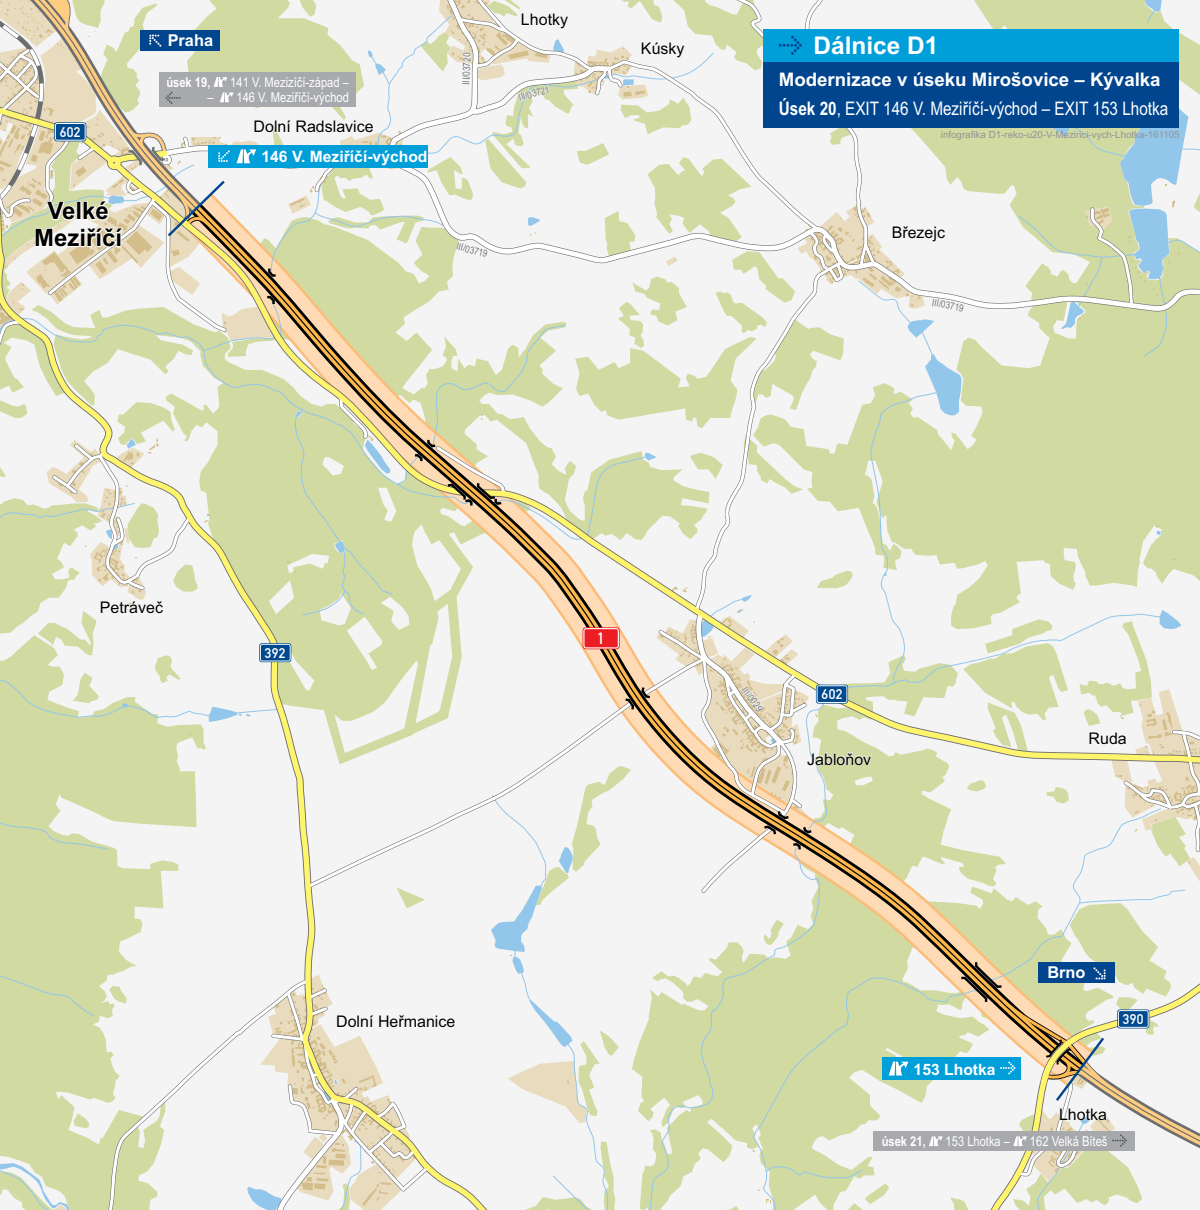 Lhotky
Kúsky
Praha
Dálnice D1
Modernizace v úseku Mirošovice – Kývalka
Úsek 20, EXIT 146 V. Meziříčí-východ – EXIT 153 Lhotka
infografika D1-reko-u20-V-Mezirici-vych-Lhotka-161105
úsek 19, 141 V. Meziříčí-západ –
– 146 V. Meziříčí-východ
III/03720
III/03721
602
Dolní Radslavice
146 V. Meziříčí-východ
Velké
Meziříčí
Březejc
III/03719
III/03719
Petráveč
1
392
602
III/0029
Ruda
Jabloňov
Brno
Dolní Heřmanice
390
153 Lhotka
Lhotka
úsek 21, 153 Lhotka – 162 Velká Bíteš